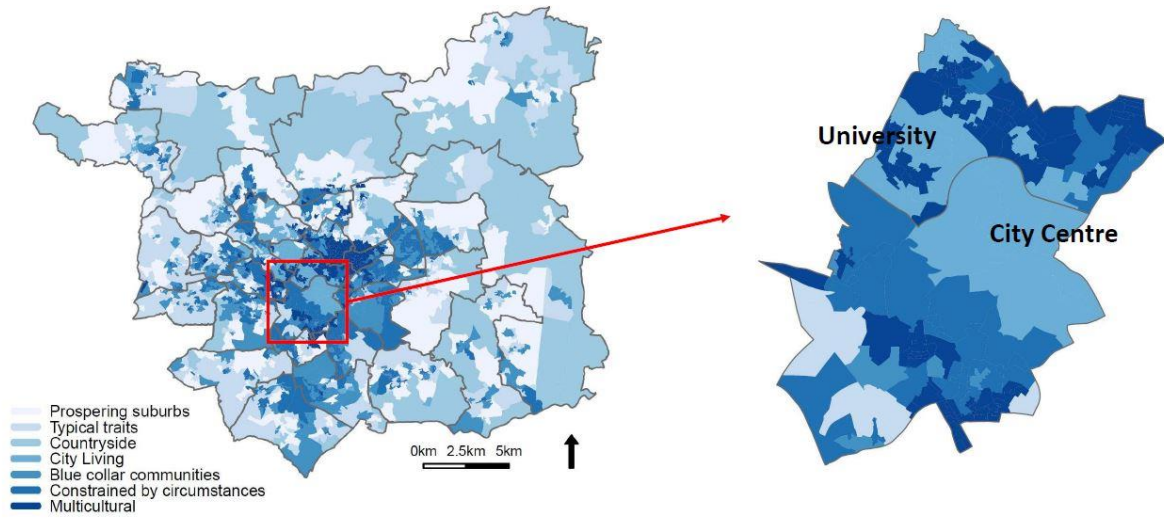 University
City Centre
Prospering suburbs
Typical traits
Countryside
City Living
Blue collar communities
Constrained by circumstances
Multicultural
0km 2.5km 5km